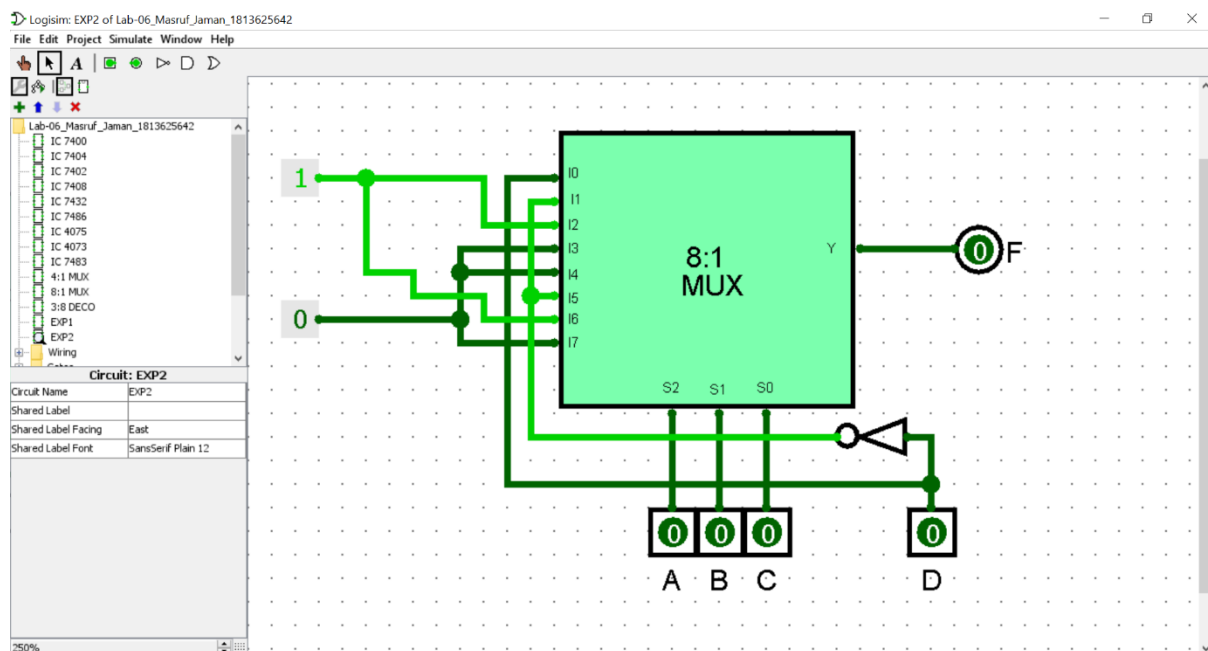 Logisim: EXP2 of Lab-06_Masruf_Jaman_1813625642
File Edit Project Simulate Window Help
A
Lab-06_Masruf_Jaman_1813625642
IC 7400
IC 7404
IC 7402
IC 7408
IC 7432
IC 7486
IC 4075
IC 4073
IC 7483
4:1 MUX
8:1 MUX
3:8 DECO
EXP1
EXP2
Wiring
Circuit: EXP2
Circuit Name EXP2
Shared Label
Shared Label Facing East
Shared Label Font SansSerif Plain 12
250%
1
0
I0
I1
I2
I3
I4
I5
I6
I7
8:1
MUX
Y
0 F
S2 S1 S0
0 0 0 0
A B C D